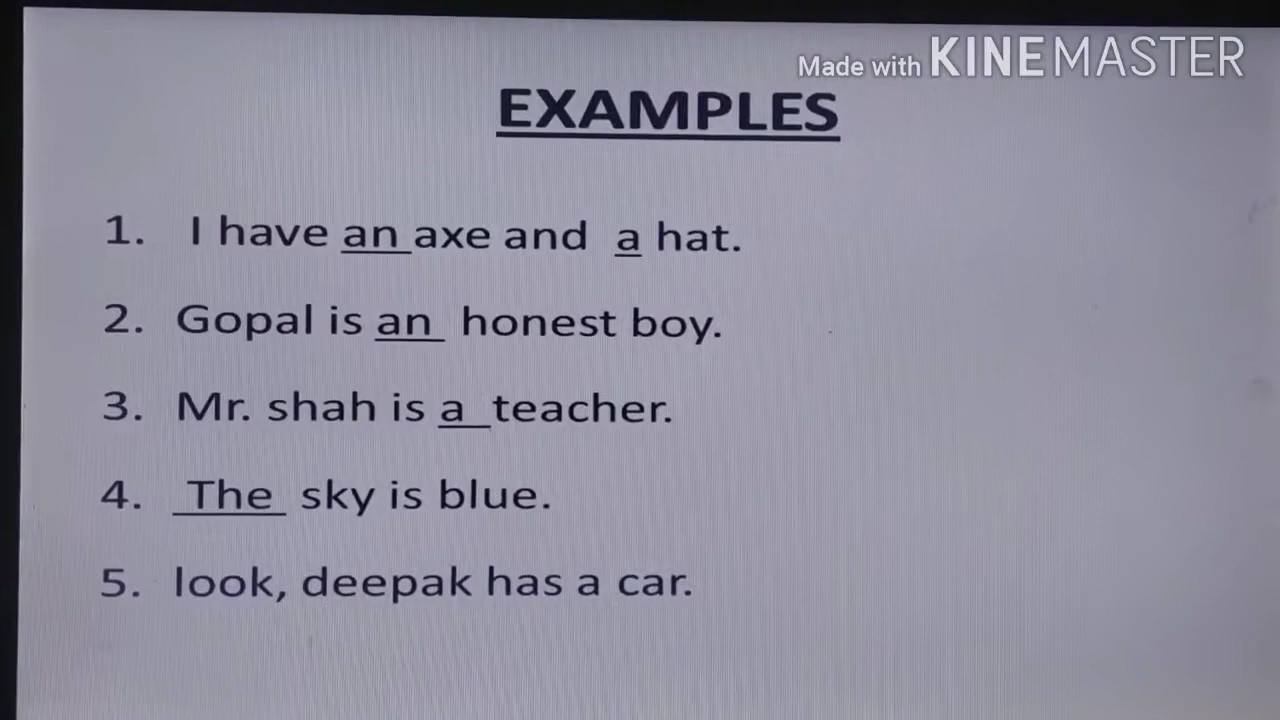 Made with KINEMASTER
EXAMPLES
1. I have an axe and a hat.
2. Gopal is an honest boy.
3. Mr. shah is a teacher.
4. The sky is blue.
5. look, deepak has a car.